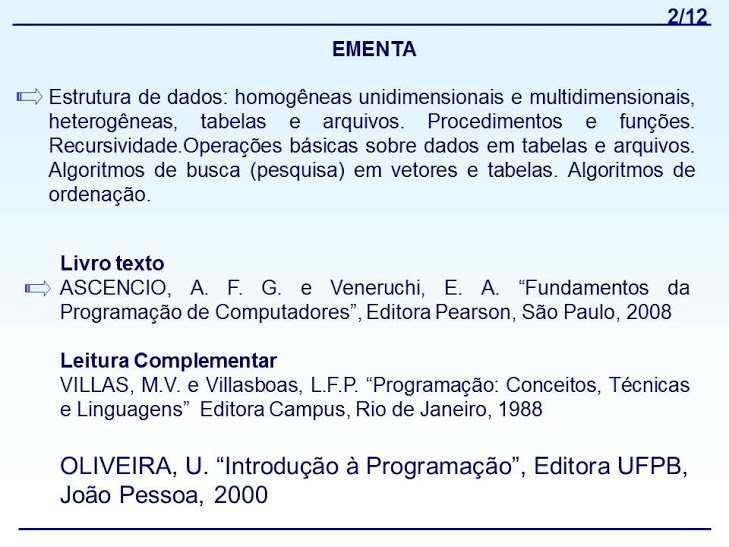 2/12
EMENTA
Estrutura de dados: homogêneas unidimensionais e multidimensionais,
heterogêneas, tabelas e arquivos. Procedimentos e funções.
Recursividade.Operações básicas sobre dados em tabelas e arquivos.
Algoritmos de busca (pesquisa) em vetores e tabelas. Algoritmos de
ordenação.
Livro texto
ASCENCIO, A. F. G. e Veneruchi, E. A. “Fundamentos da
Programação de Computadores”, Editora Pearson, São Paulo, 2008
Leitura Complementar
VILLAS, M.V. e Villasboas, L.F.P. “Programação: Conceitos, Técnicas
e Linguagens” Editora Campus, Rio de Janeiro, 1988
OLIVEIRA, U. “Introdução à Programação”, Editora UFPB,
João Pessoa, 2000